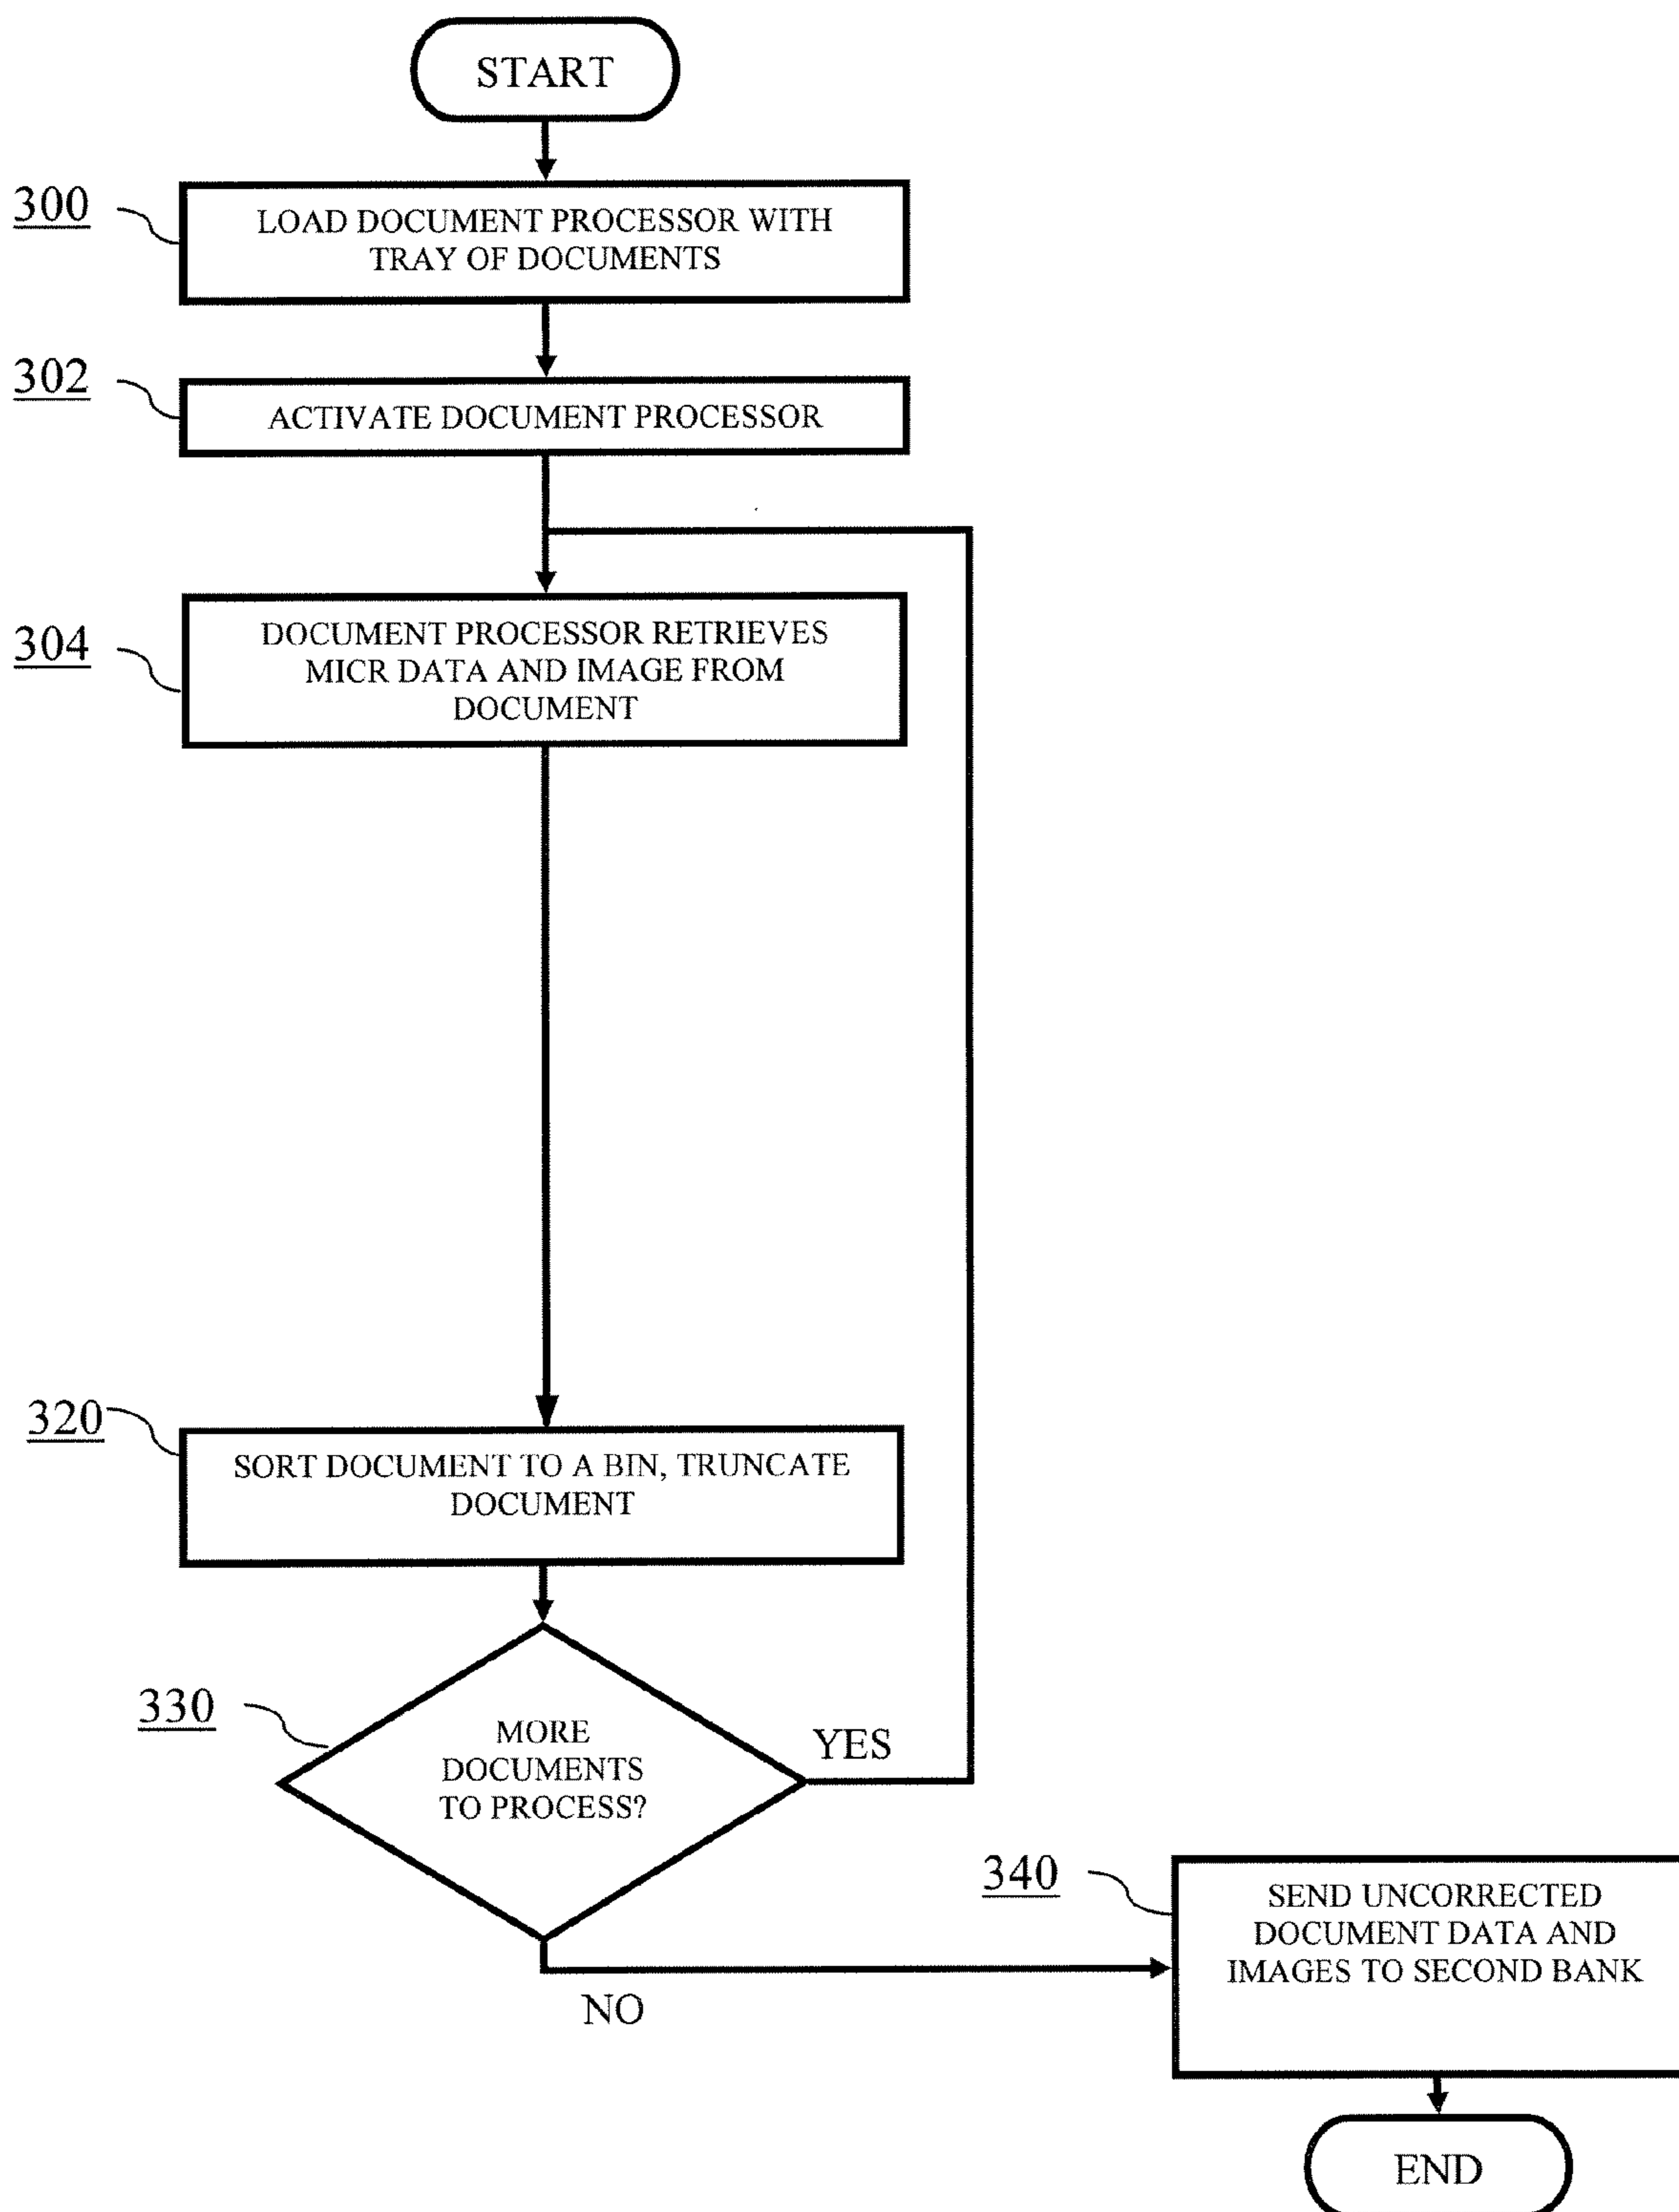 START
300
LOAD DOCUMENT PROCESSOR WITH
TRAY OF DOCUMENTS
302
ACTIVATE DOCUMENT PROCESSOR
304
DOCUMENT PROCESSOR RETRIEVES
MICR DATA AND IMAGE FROM
DOCUMENT
320
SORT DOCUMENT TO A BIN, TRUNCATE
DOCUMENT
330
MORE
DOCUMENTS
TO PROCESS?
YES
NO
340
SEND UNCORRECTED
DOCUMENT DATA AND
IMAGES TO SECOND BANK
END